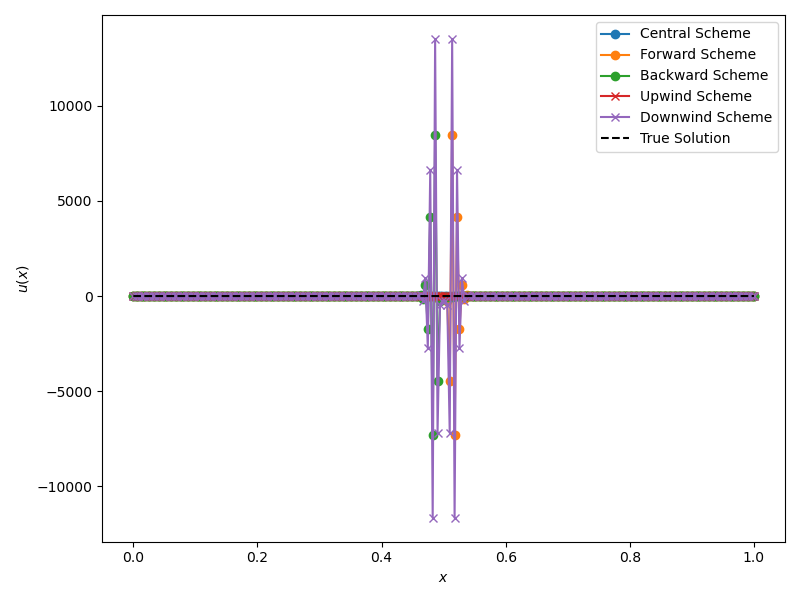 Central Scheme
Forward Scheme
Backward Scheme
Upwind Scheme
Downwind Scheme
True Solution
10000
5000
0
−5000
−10000
u(x)
0.0 0.2 0.4 0.6 0.8 1.0
x